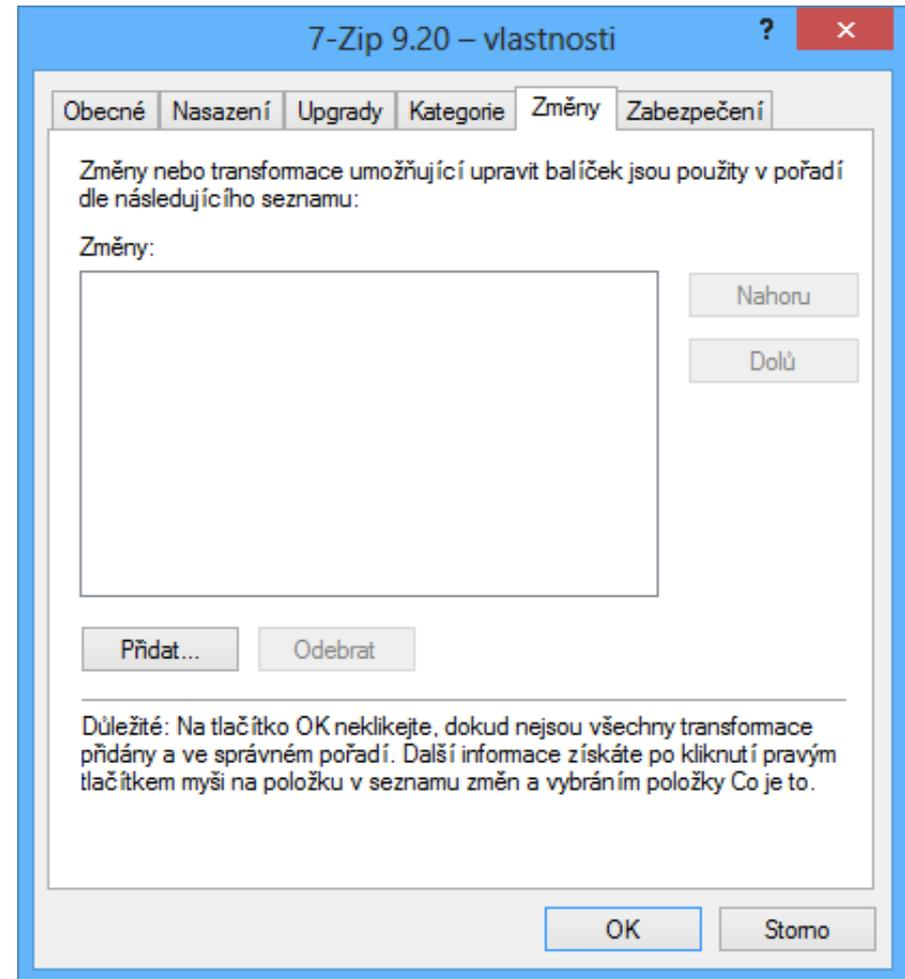 7-Zip 9.20 – vlastnosti ? ×
Obecné Nasazení Upgrady Kategorie Změny Zabezpečení
Změny nebo transformace umožňující upravit balíček jsou použity v pořadí
dle následujícího seznamu:
Změny:
Nahoru
Dolů
Přidat... Odebrat
Důležité: Na tlačítko OK neklikejte, dokud nejsou všechny transformace
přidány a ve správném pořadí. Další informace získáte po kliknutí pravým
tlačítkem myši na položku v seznamu změn a vybráním položky Co je to.
OK Storno